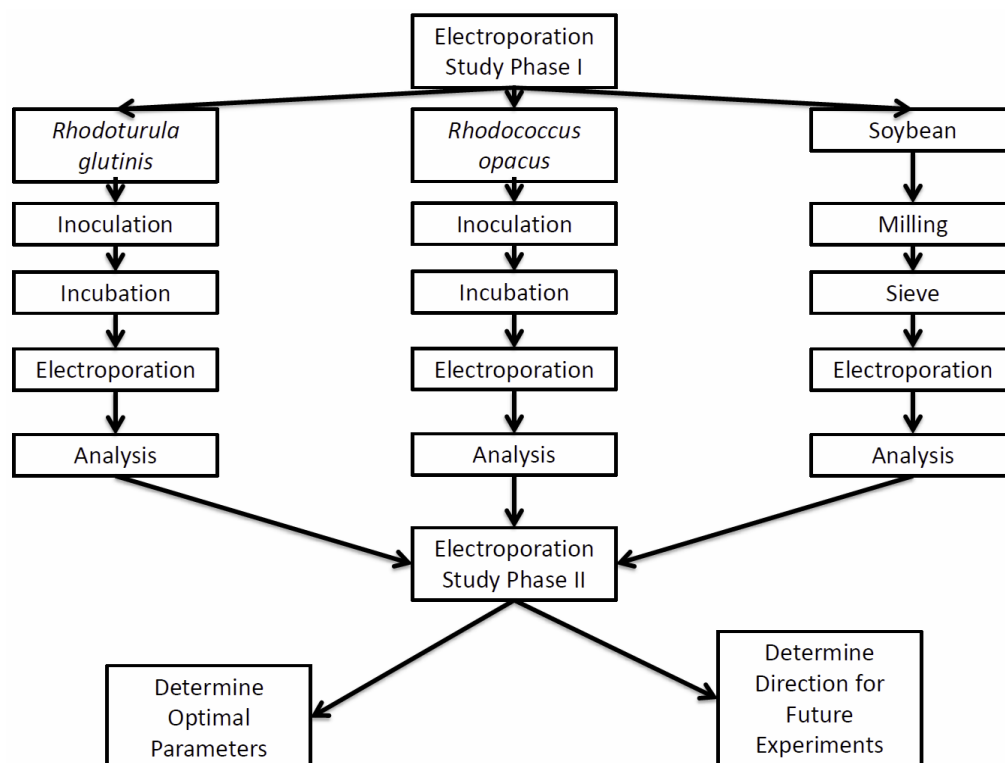 Electroporation
Study Phase I
Rhodoturula
glutinis
Rhodococcus
opacus
Soybean
Inoculation
Inoculation
Milling
Incubation
Incubation
Sieve
Electroporation
Electroporation
Electroporation
Analysis
Analysis
Analysis
Electroporation
Study Phase II
Determine
Optimal
Parameters
Determine
Direction for
Future
Experiments